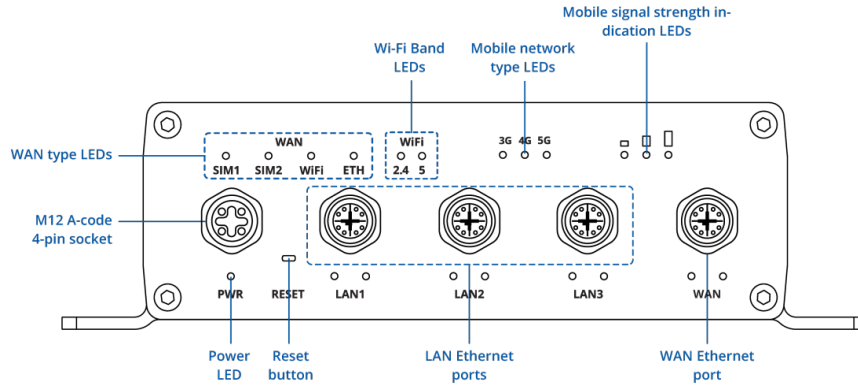 Mobile signal strength in-
dication LEDs
Wi-Fi Band
LEDs
Mobile network
type LEDs
WAN type LEDs
WAN
SIM1 SIM2 WiFi ETH
WiFi
2.4 5
3G 4G 5G
M12 A-code
4-pin socket
PWR RESET LAN1 LAN2 LAN3 WAN
Power
LED
Reset
button
LAN Ethernet
ports
WAN Ethernet
port